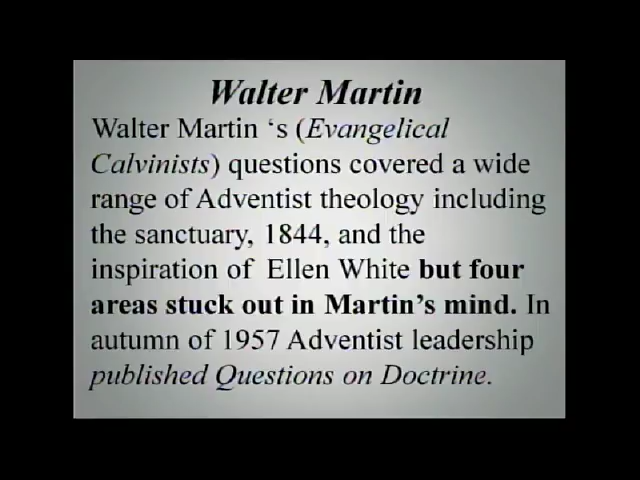 Walter Martin
Walter Martin ‘s (Evangelical
Calvinists) questions covered a wide
range of Adventist theology including
the sanctuary, 1844, and the
inspiration of Ellen White but four
areas stuck out in Martin’s mind. In
autumn of 1957 Adventist leadership
published Questions on Doctrine.